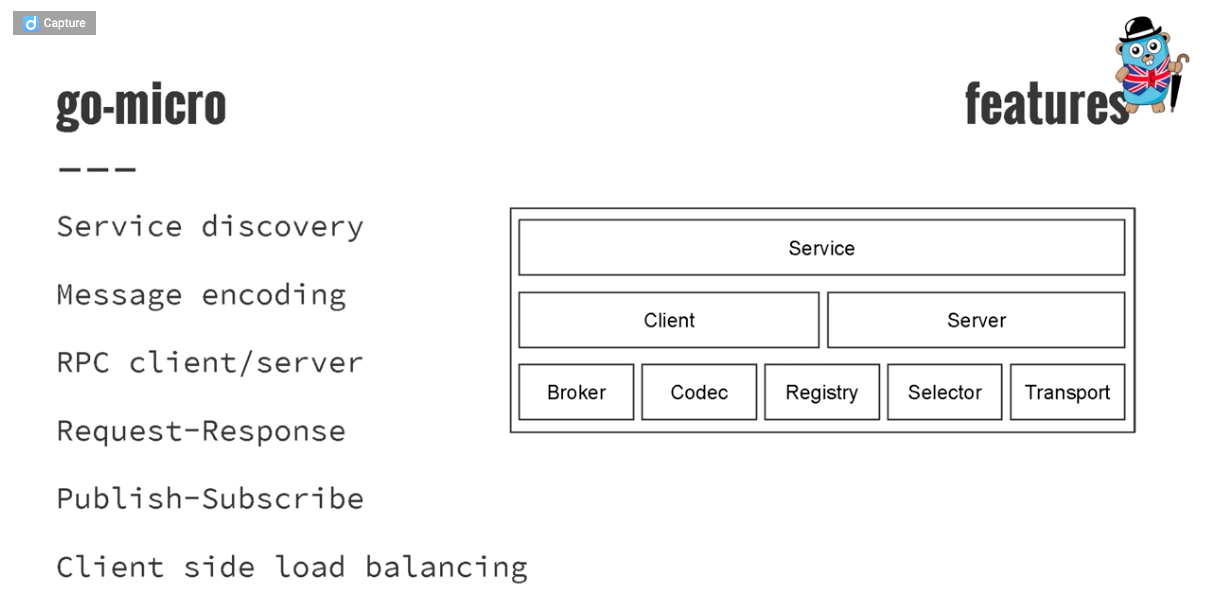 Capture
go-micro
features
---
Service discovery
Message encoding
RPC client/server
Request-Response
Publish-Subscribe
Client side load balancing
Service
Client
Server
Broker
Codec
Registry
Selector
Transport